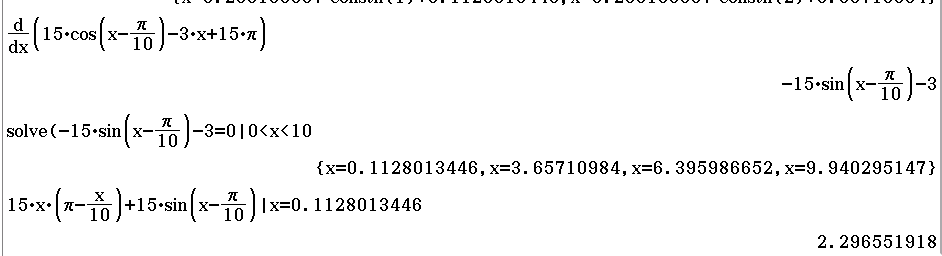 d/dx(15·cos(x-π/10)-3·x+15·π)
-15·sin(x-π/10)-3
solve(-15·sin(x-π/10)-3=0|0<x<10
{x=0.1128013446,x=3.65710984,x=6.395986652,x=9.940295147}
15·x·(π-x/10)+15·sin(x-π/10)|x=0.1128013446
2.296551918